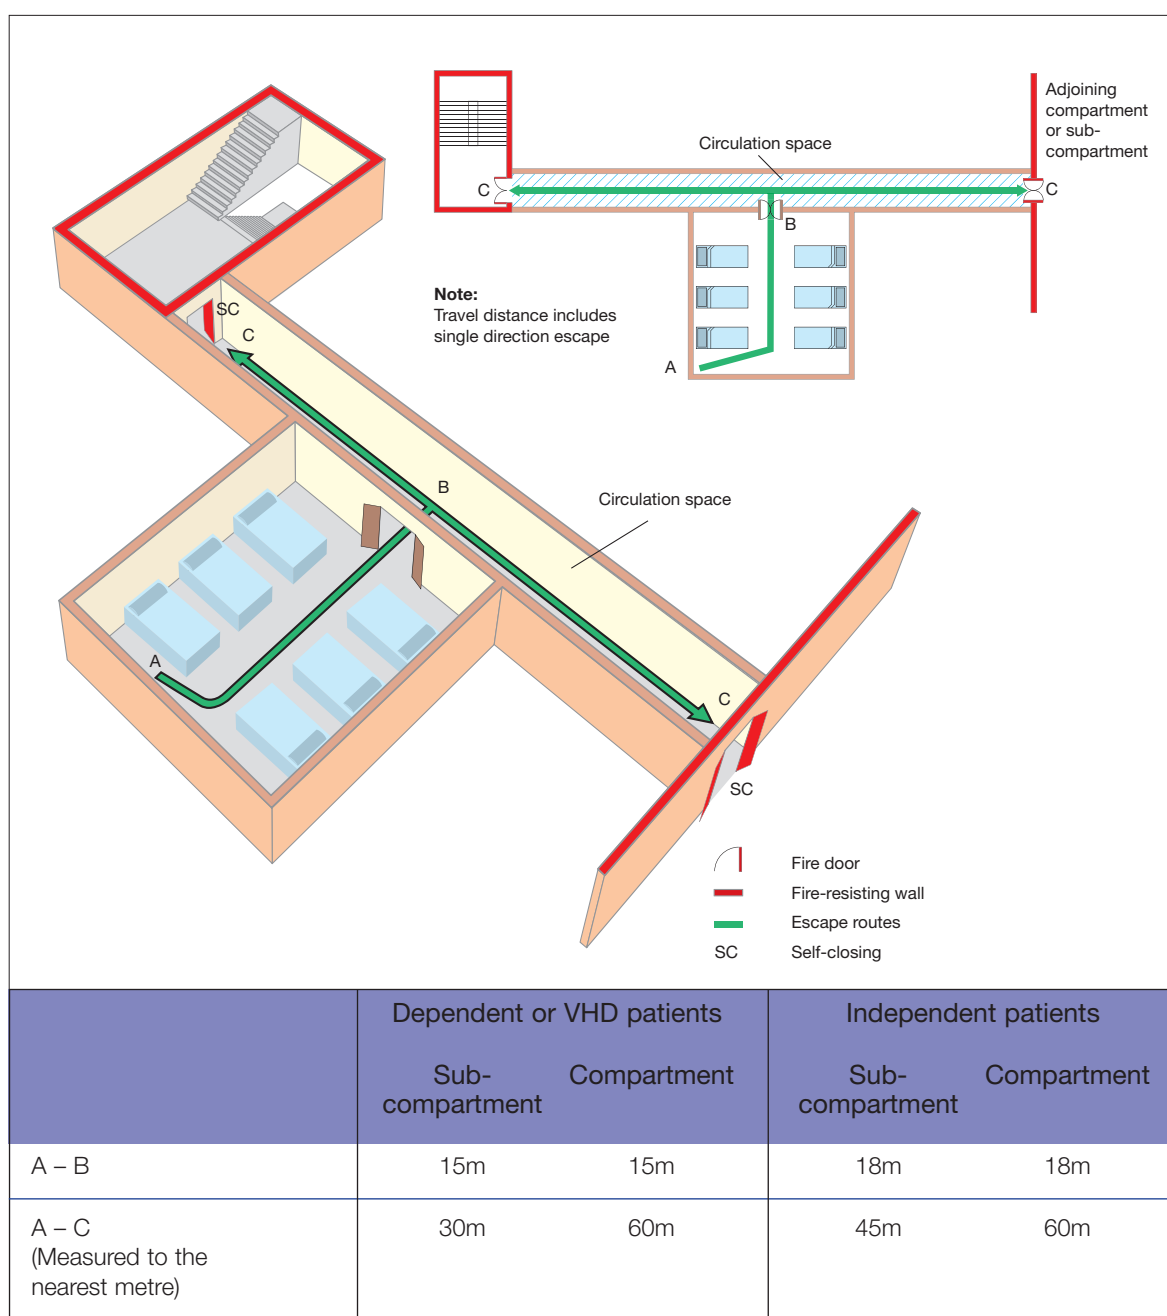 Adjoining
compartment
or sub-
compartment
Circulation space
C
C
B
A
Note:
Travel distance includes
single direction escape
SC
C
B
Circulation space
A
C
SC
Fire door
Fire-resisting wall
Escape routes
SC Self-closing
Dependent or VHD patients Independent patients
Sub-
compartment Compartment Sub-
compartment Compartment
A – B 15m 15m 18m 18m
A – C 30m 60m 45m 60m
(Measured to the
nearest metre)